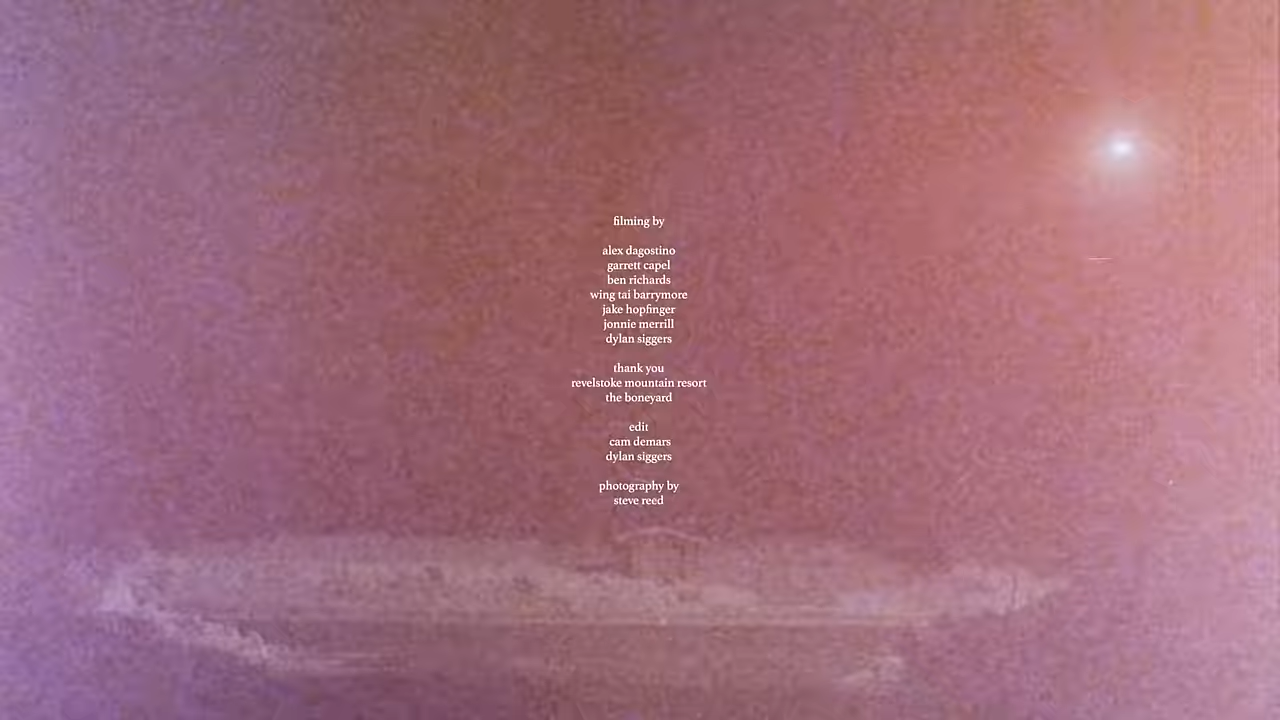 filming by
alex dagostino
garrett capel
ben richards
wing tai barrymore
jake hopfinger
jonnie merrill
dylan siggers
thank you
revelstoke mountain resort
the boneyard
edit
cam demars
dylan siggers
photography by
steve reed